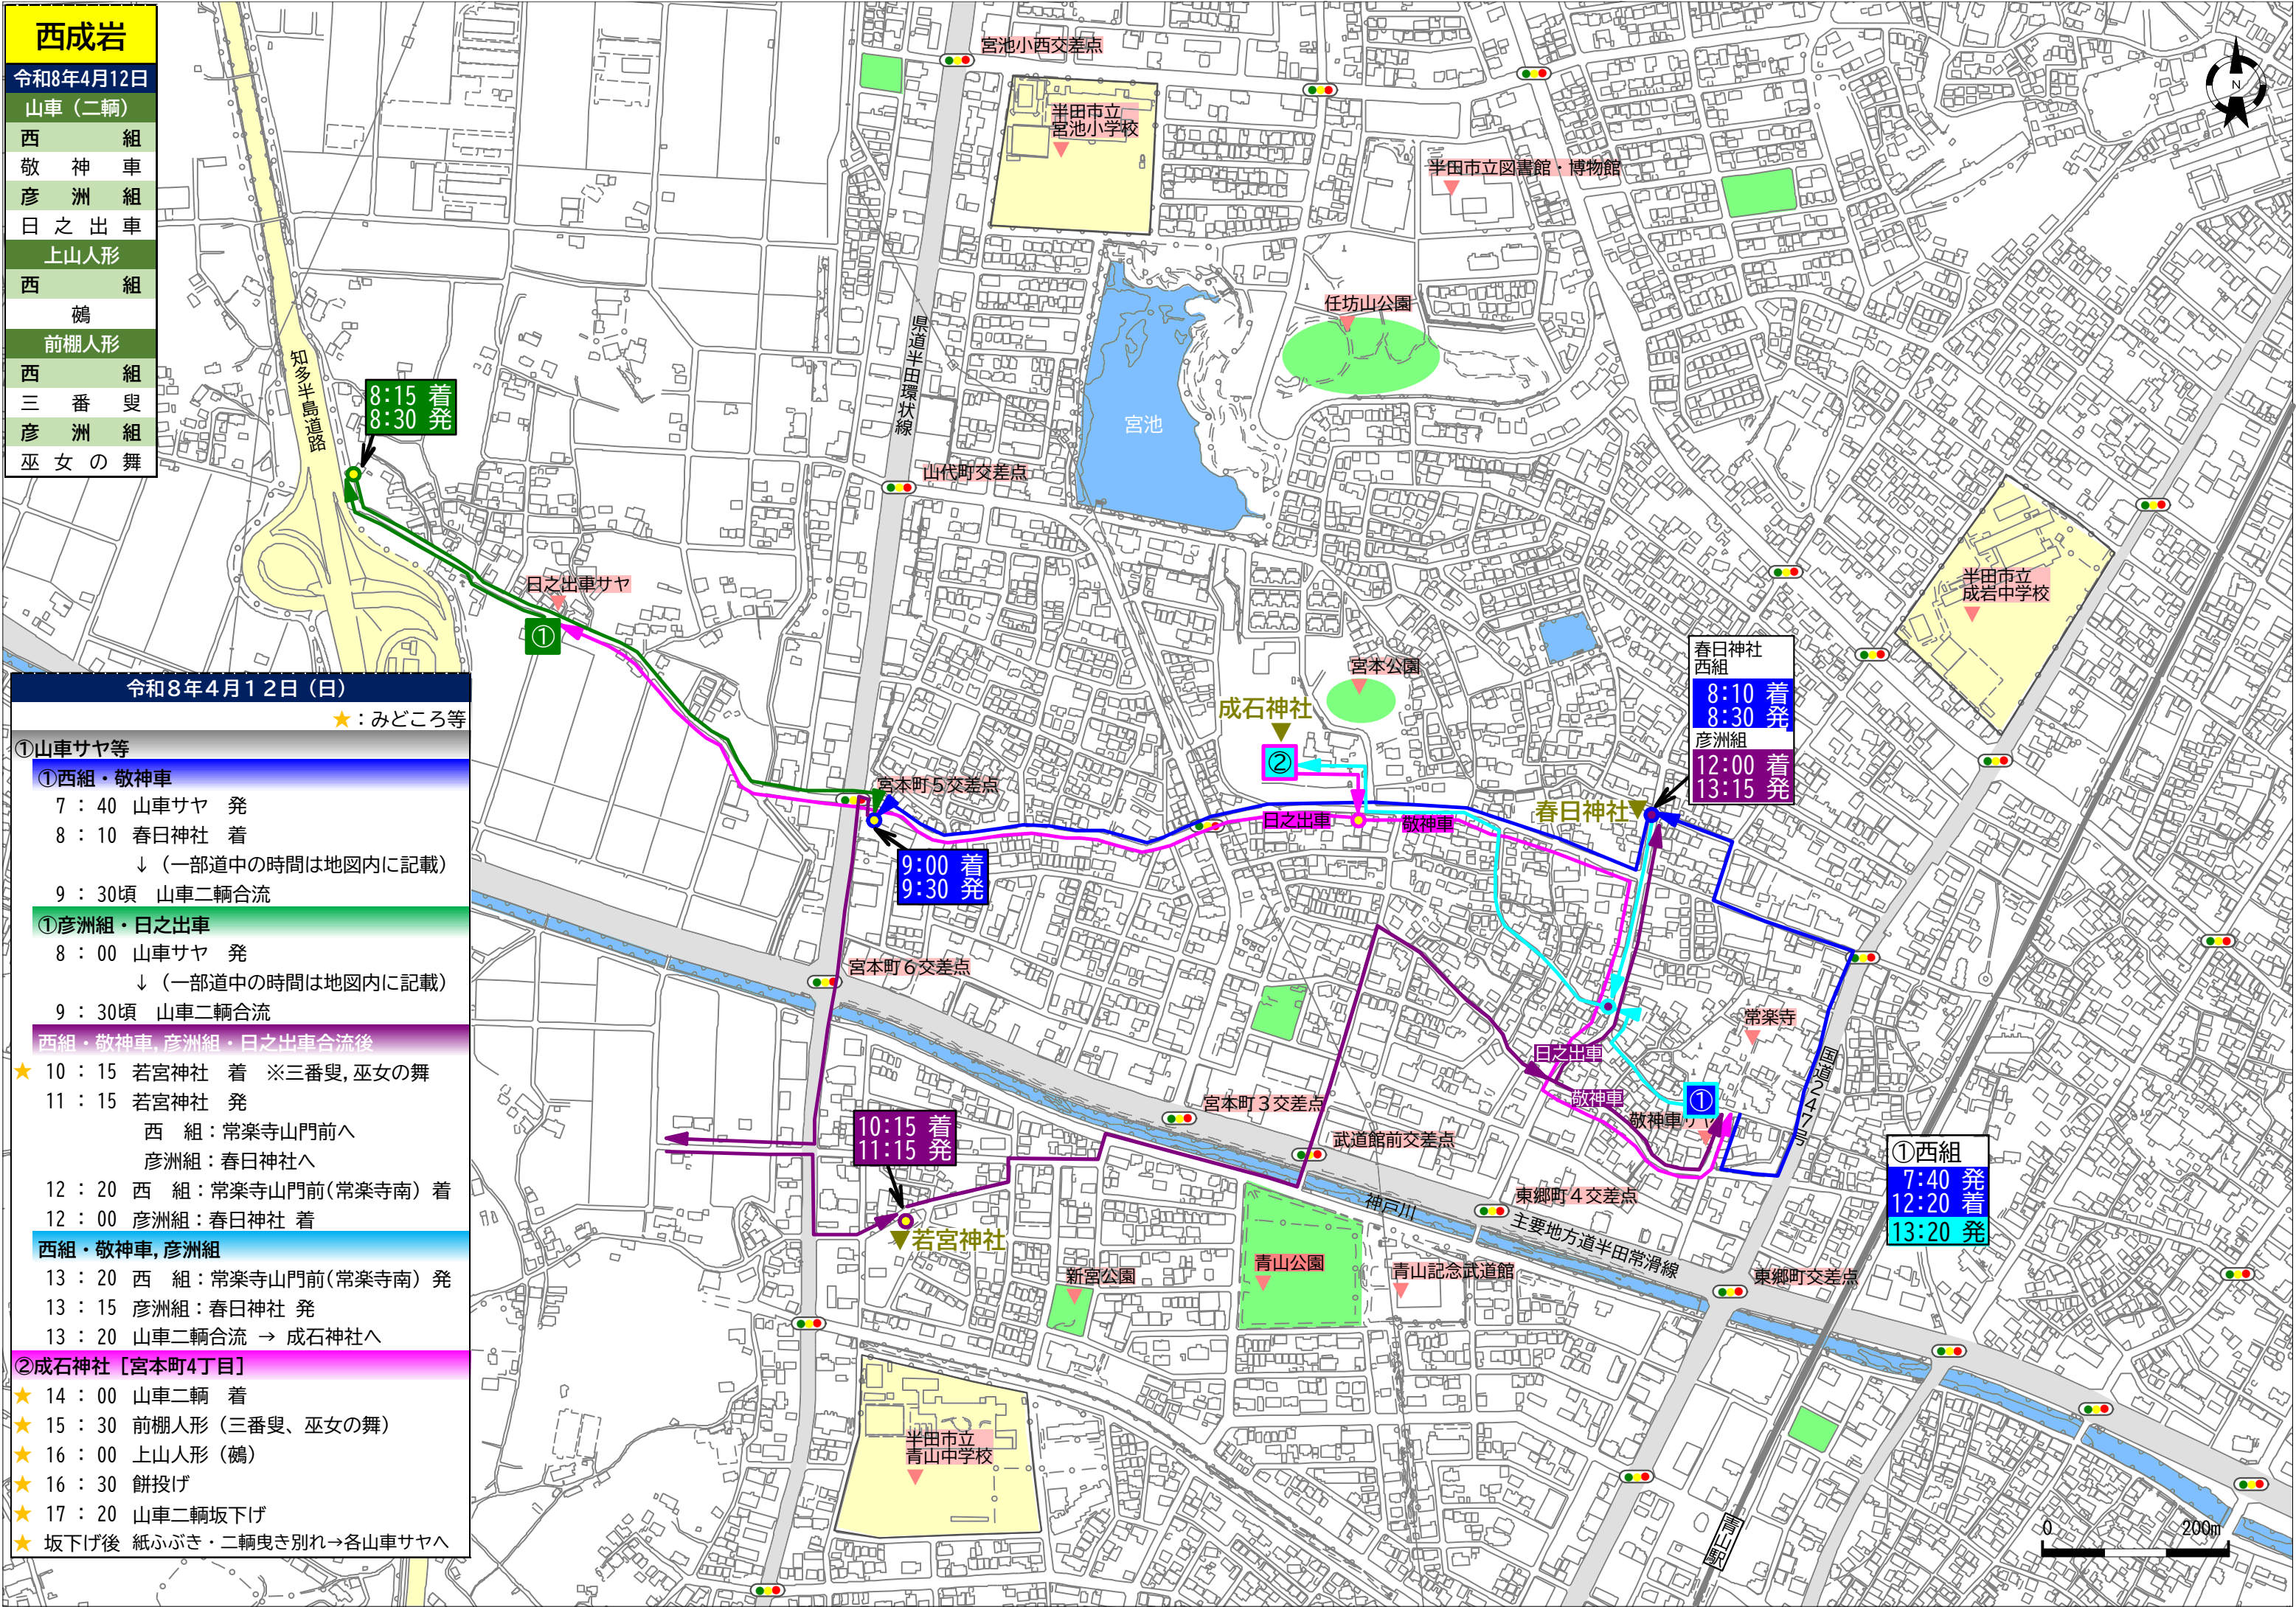 西成岩
令和8年4月12日
山車（二輌）
西組
敬神車
彦洲組
日之出車
上山人形
西組
鵺
前棚人形
西組
三番叟
彦洲組
巫女の舞
令和８年４月１２日（日）
★：みどころ等
①山車サヤ等
①西組・敬神車
7 ： 40 山車サヤ　発
8 ： 10 春日神社　着
↓（一部道中の時間は地図内に記載）
9 ： 30頃　山車二輌合流
①彦洲組・日之出車
8 ： 00 山車サヤ　発
↓（一部道中の時間は地図内に記載）
9 ： 30頃　山車二輌合流
西組・敬神車,彦洲組・日之出車合流後
★ 10 ： 15 若宮神社　着　※三番叟,巫女の舞
11 ： 15 若宮神社　発
西　組：常楽寺山門前へ
彦洲組：春日神社へ
12 ： 20 西　組：常楽寺山門前(常楽寺南) 着
12 ： 00 彦洲組：春日神社 着
西組・敬神車,彦洲組
13 ： 20 西　組：常楽寺山門前(常楽寺南) 発
13 ： 15 彦洲組：春日神社 発
13 ： 20 山車二輌合流 → 成石神社へ
②成石神社［宮本町4丁目］
★ 14 ： 00 山車二輌　着
★ 15 ： 30 前棚人形（三番叟、巫女の舞）
★ 16 ： 00 上山人形（鵺）
★ 16 ： 30 餅投げ
★ 17 ： 20 山車二輌坂下げ
★ 坂下げ後 紙ふぶき・二輌曳き別れ→各山車サヤへ
宮池小西交差点
半田市立
宮池小学校
半田市立図書館・博物館
任坊山公園
宮池
県道半田環状線
知多半島道路
8:15 着
8:30 発
山代町交差点
日之出車サヤ
①
半田市立
成岩中学校
宮本公園
成石神社
②
春日神社
西組
8:10 着
8:30 発
彦洲組
12:00 着
13:15 発
春日神社
宮本町５交差点
日之出車
敬神車
9:00 着
9:30 発
宮本町６交差点
常楽寺
国道２４７号
日之出車
敬神車
敬神車サヤ
①
宮本町３交差点
武道館前交差点
10:15 着
11:15 発
①西組
7:40 発
12:20 着
13:20 発
神戸川
東郷町４交差点
主要地方道半田常滑線
若宮神社
新宮公園
青山公園
青山記念武道館
東郷町交差点
半田市立
青山中学校
青山駅
N
0
200m